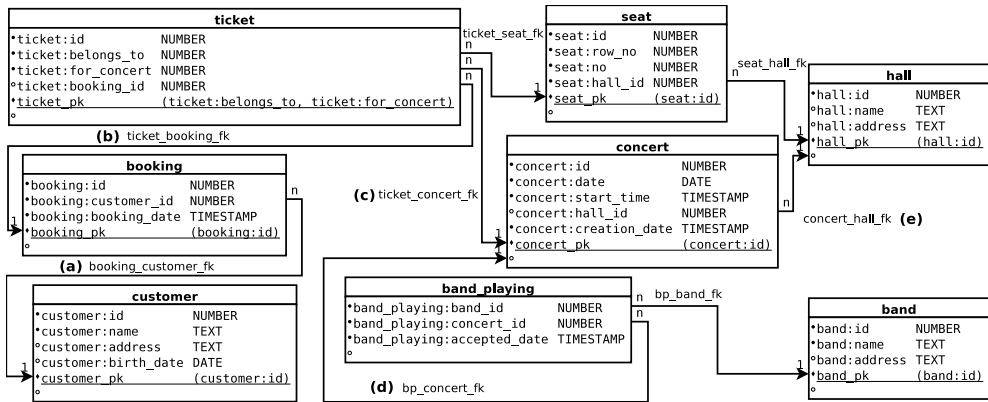 ticket
ticket:id NUMBER
ticket:belongs_to NUMBER
ticket:for_concert NUMBER
ticket:booking_id NUMBER
ticket_pk (ticket:belongs_to, ticket:for_concert)
n
n
n
ticket_seat_fk
1
seat
seat:id NUMBER
seat:row_no NUMBER
seat:no NUMBER
seat:hall_id NUMBER
seat_pk (seat:id)
n
seat_hall_fk
1
hall
hall:id NUMBER
hall:name TEXT
hall:address TEXT
hall_pk (hall:id)
1
(b) ticket_booking_fk
1
booking
booking:id NUMBER
booking:customer_id NUMBER
booking:booking_date TIMESTAMP
booking_pk (booking:id)
n
(c) ticket_concert_fk
1
concert
concert:id NUMBER
concert:date DATE
concert:start_time TIMESTAMP
concert:hall_id NUMBER
concert:creation_date TIMESTAMP
concert_pk (concert:id)
1
n
concert_hall_fk (e)
(a) booking_customer_fk
1
customer
customer:id NUMBER
customer:name TEXT
customer:address TEXT
customer:birth_date DATE
customer_pk (customer:id)
band_playing
band_playing:band_id NUMBER
band_playing:concert_id NUMBER
band_playing:accepted_date TIMESTAMP
n
n
bp_band_fk
(d) bp_concert_fk
1
band
band:id NUMBER
band:name TEXT
band:address TEXT
band_pk (band:id)